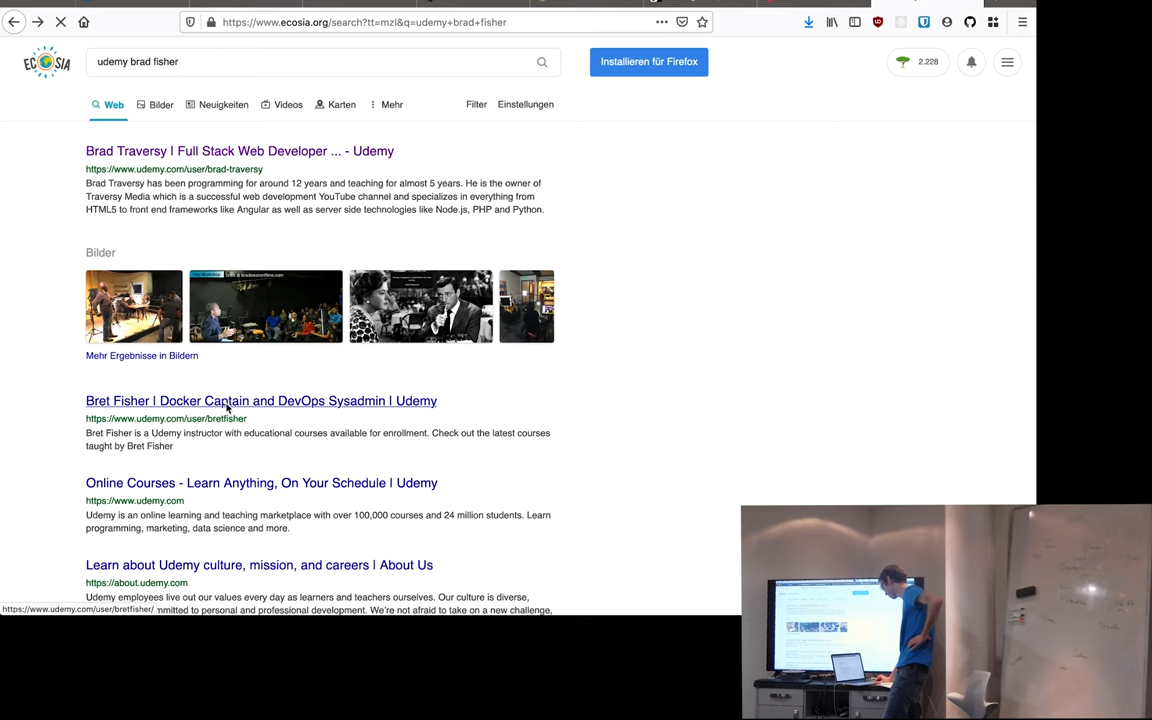 https://www.ecosia.org/search?tt=mzl&q=udemy+brad+fisher
ECOSIA
udemy brad fisher
Installieren für Firefox
2.228
Web
Bilder
Neuigkeiten
Videos
Karten
Mehr
Filter
Einstellungen
Brad Traversy | Full Stack Web Developer ... - Udemy
https://www.udemy.com/user/brad-traversy
Brad Traversy has been programming for around 12 years and teaching for almost 5 years. He is the owner of
Traversy Media which is a successful web development YouTube channel and specializes in everything from
HTML5 to front end frameworks like Angular as well as server side technologies like Node.js, PHP and Python.
Bilder
Mehr Ergebnisse in Bildern
Bret Fisher | Docker Captain and DevOps Sysadmin | Udemy
https://www.udemy.com/user/bretfisher
Bret Fisher is a Udemy instructor with educational courses available for enrollment. Check out the latest courses
taught by Bret Fisher
Online Courses - Learn Anything, On Your Schedule | Udemy
https://www.udemy.com
Udemy is an online learning and teaching marketplace with over 100,000 courses and 24 million students. Learn
programming, marketing, data science and more.
Learn about Udemy culture, mission, and careers | About Us
https://about.udemy.com
Udemy employees live out our values every day as learners and teachers ourselves. Our culture is diverse,
https://www.udemy.com/user/bretfisher/
mmitted to personal and professional development. We're not afraid to take on a new challenge,